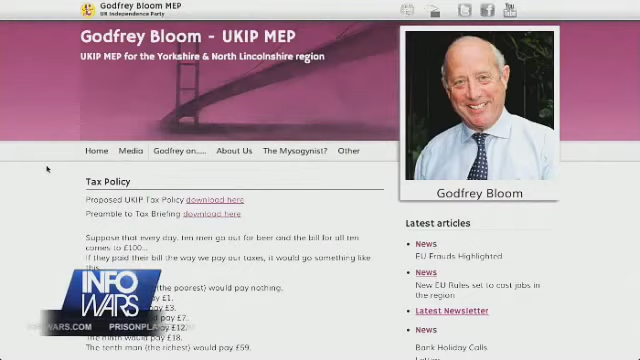 Godfrey Bloom MEP
UK Independence Party
Godfrey Bloom - UKIP MEP
UKIP MEP for the Yorkshire & North Lincolnshire region
Home Media Godfrey on..... About Us The Mysogynist? Other
Tax Policy
Proposed UKIP Tax Policy download here
Preamble to Tax Briefing download here
Suppose that every day, ten men go out for beer and the bill for all ten
comes to £100...
If they paid their bill the way we pay our taxes, it would go something like
this
(the poorest) would pay nothing.
pay £1.
pay £3.
pay £7.
pay £12.
The ninth would pay £18.
The tenth man (the richest) would pay £59.
Godfrey Bloom
Latest articles
News
EU Frauds Highlighted
News
New EU Rules set to cost jobs in
the region
Latest Newsletter
News
Bank Holiday Calls
INFO
WARS
WARS.COM